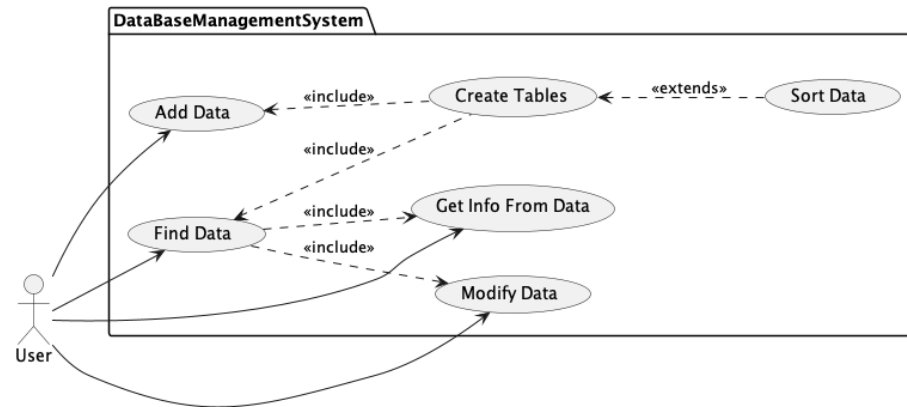 DataBaseManagementSystem
Add Data
«include»
Create Tables
«extends»
Sort Data
«include»
Find Data
«include»
Get Info From Data
«include»
Modify Data
User